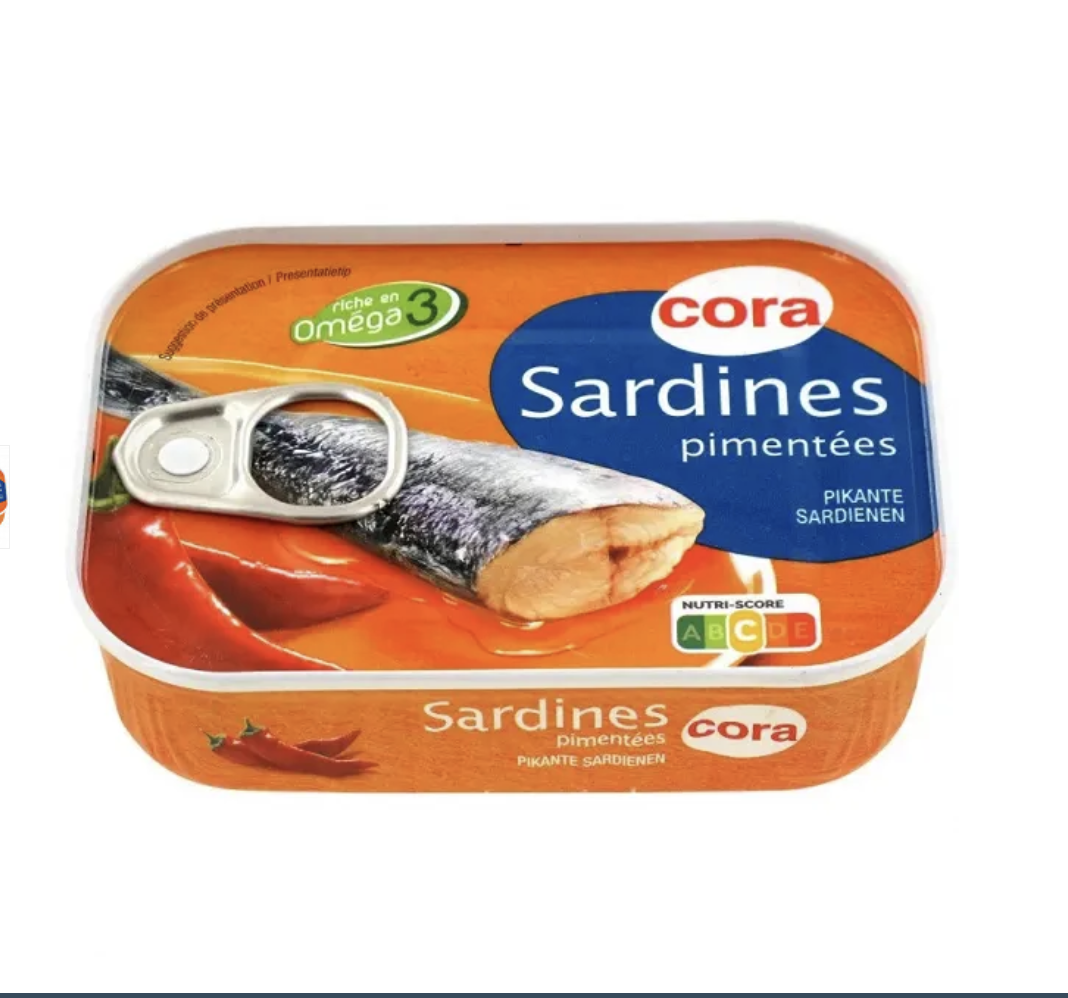 Suggestion de présentation / Presentatietip
riche en
Oméga 3
cora
Sardines
pimentées
PIKANTE
SARDIENEN
NUTRI-SCORE
A B C D E
Sardines
pimentées
PIKANTE SARDIENEN
cora